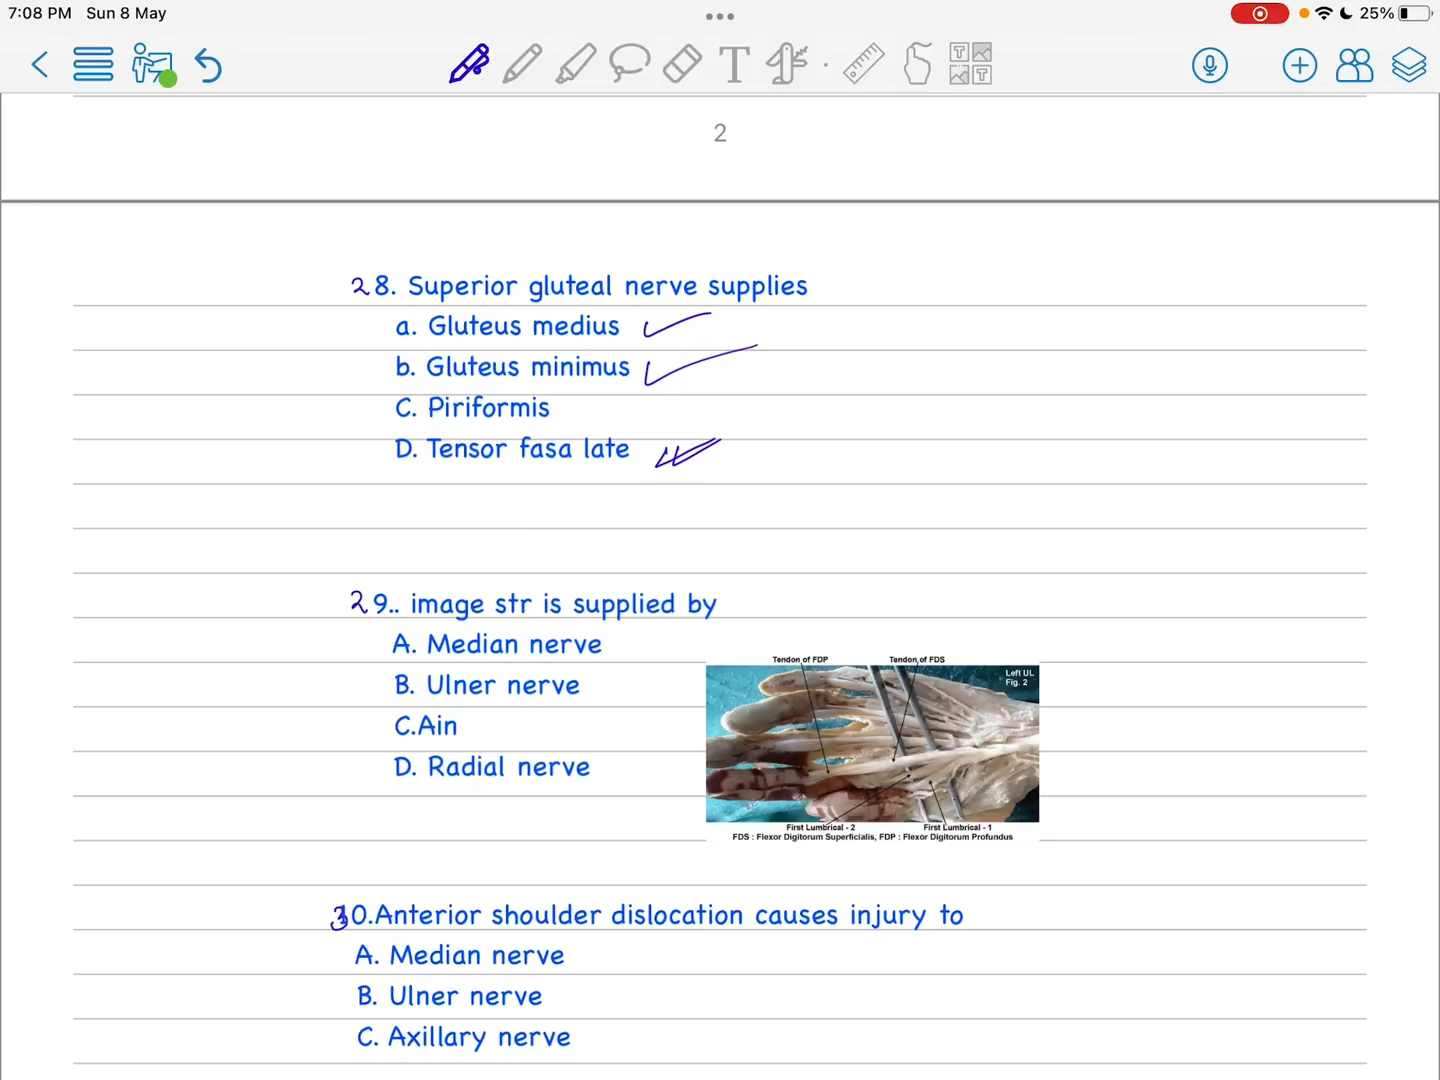 7:08 PM Sun 8 May
25%
T
2
28. Superior gluteal nerve supplies
a. Gluteus medius
b. Gluteus minimus
C. Piriformis
D. Tensor fasa late
29.. image str is supplied by
A. Median nerve
B. Ulner nerve
C.Ain
D. Radial nerve
Tendon of FDP
Tendon of FDS
Left UL
Fig. 2
First Lumbrical - 2
First Lumbrical - 1
FDS : Flexor Digitorum Superficialis, FDP : Flexor Digitorum Profundus
30.Anterior shoulder dislocation causes injury to
A. Median nerve
B. Ulner nerve
C. Axillary nerve